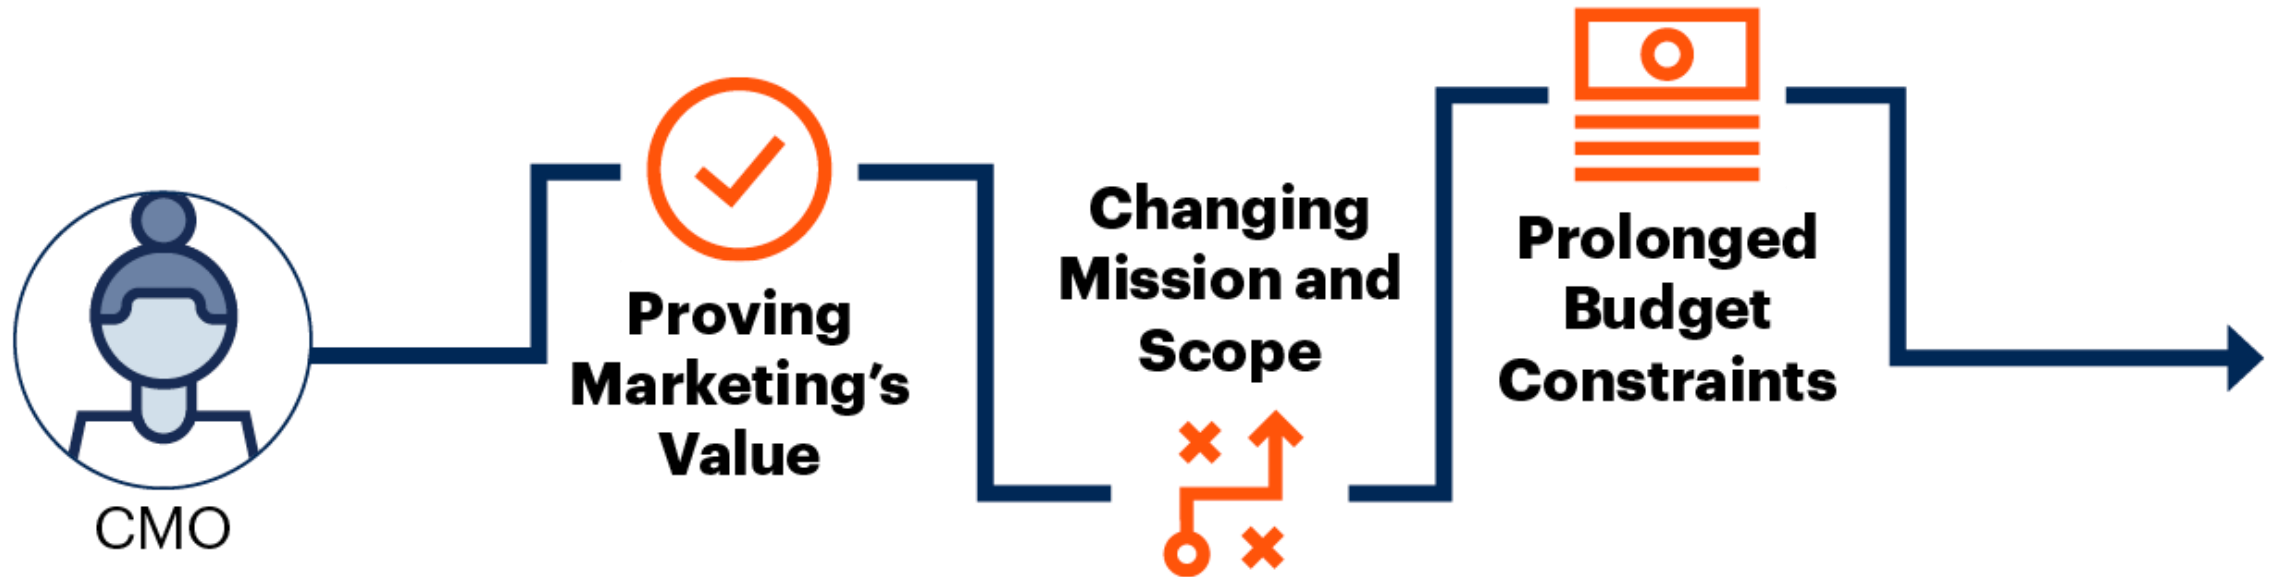 CMO
Proving
Marketing’s
Value
Changing
Mission and
Scope
Prolonged
Budget
Constraints